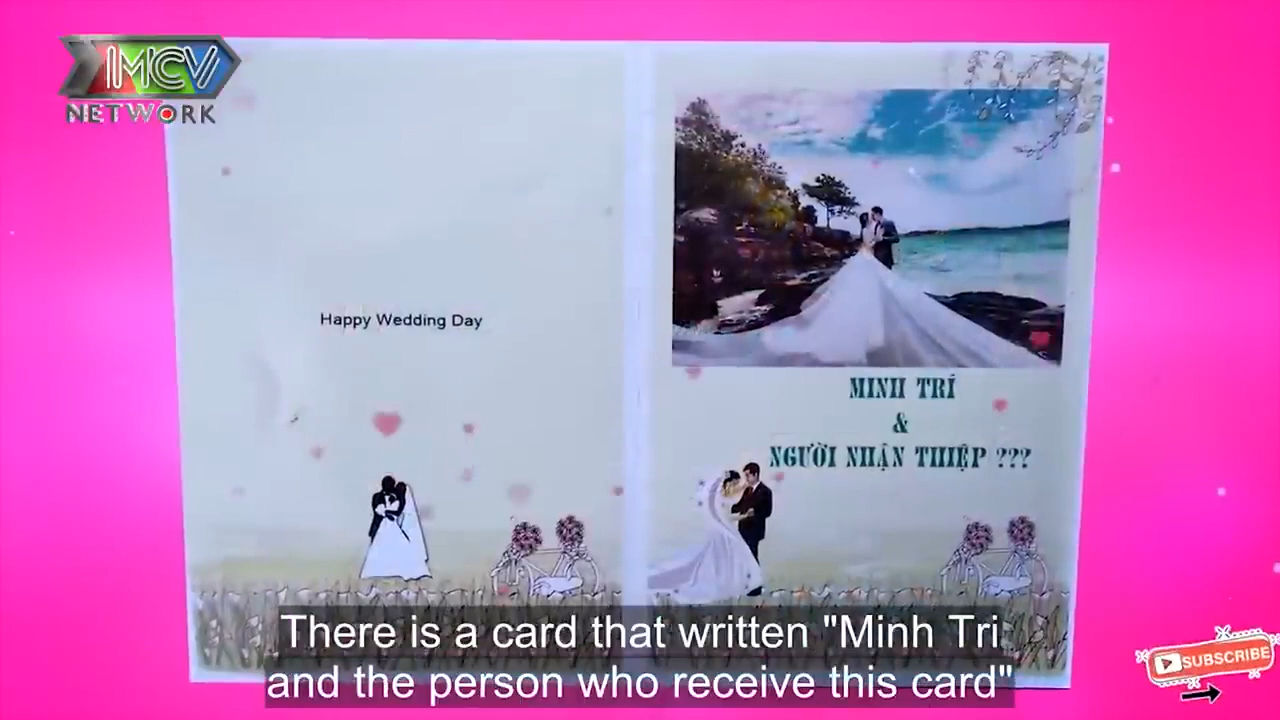 MCV
NETWORK
Happy Wedding Day
MINH TRÍ
&
NGƯỜI NHẬN THIỆP ???
There is a card that written "Minh Tri
and the person who receive this card"
SUBSCRIBE